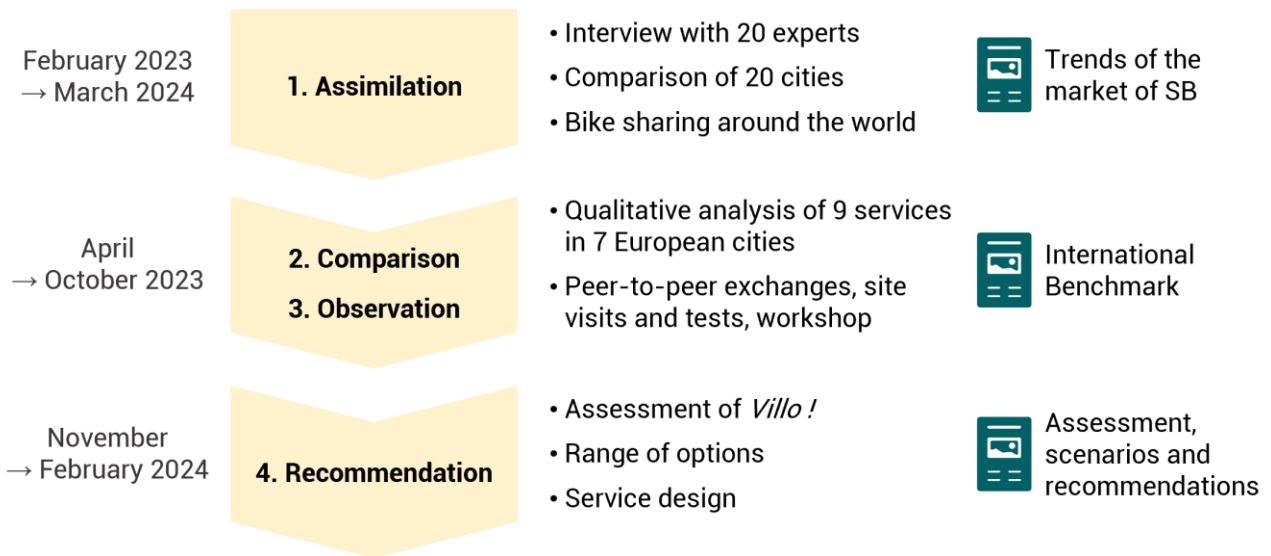 February 2023
→ March 2024
1. Assimilation
• Interview with 20 experts
• Comparison of 20 cities
• Bike sharing around the world
Trends of the
market of SB
April
→ October 2023
2. Comparison
3. Observation
• Qualitative analysis of 9 services
in 7 European cities
• Peer-to-peer exchanges, site
visits and tests, workshop
International
Benchmark
November
→ February 2024
4. Recommendation
• Assessment of Villo !
• Range of options
• Service design
Assessment,
scenarios and
recommendations